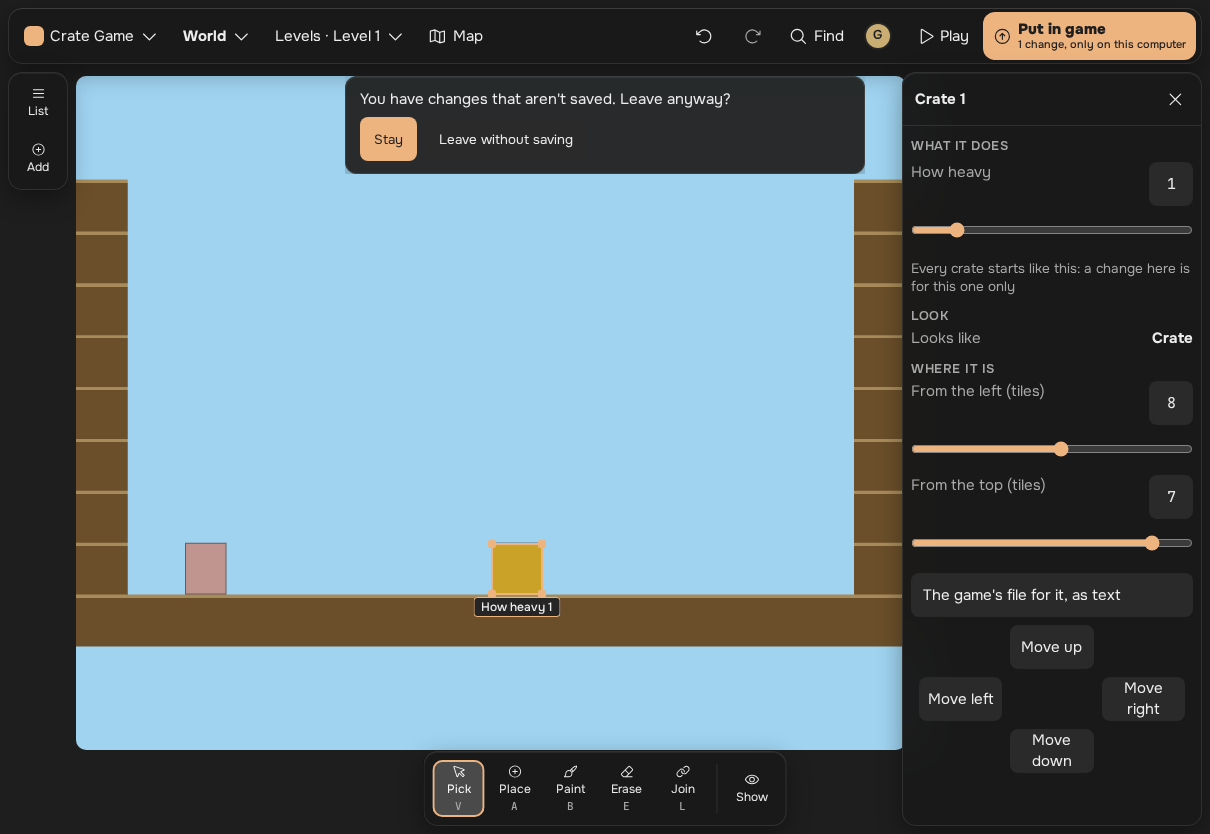 Crate Game
World
Levels · Level 1
Map
Find
G
Play
Put in game
1 change, only on this computer
List
Add
You have changes that aren't saved. Leave anyway?
Stay
Leave without saving
How heavy 1
Crate 1
WHAT IT DOES
How heavy
1
Every crate starts like this: a change here is
for this one only
LOOK
Looks like
Crate
WHERE IT IS
From the left (tiles)
8
From the top (tiles)
7
The game's file for it, as text
Move up
Move left
Move
right
Move
down
Pick
V
Place
A
Paint
B
Erase
E
Join
L
Show